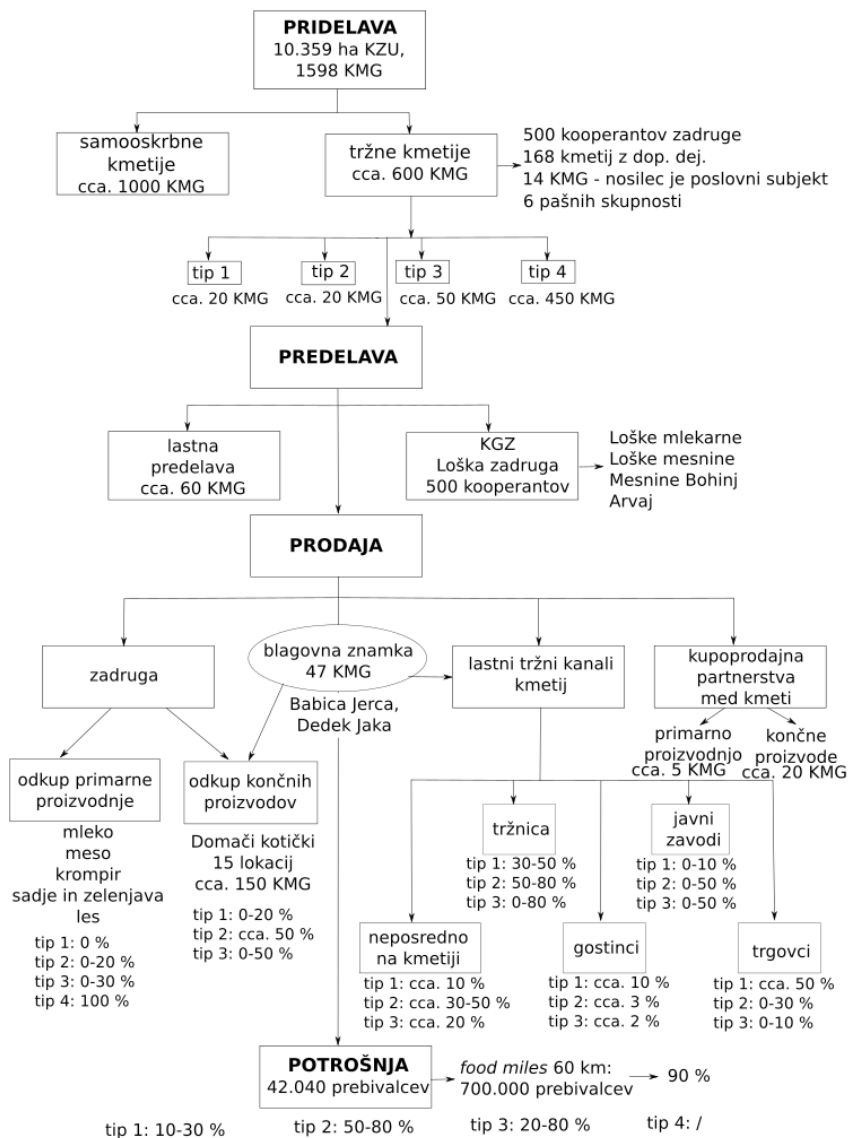 PRIDELAVA
10.359 ha KZU,
1598 KMG
samooskrbne
kmetije
cca. 1000 KMG
tržne kmetije
cca. 600 KMG
500 kooperantov zadruge
168 kmetij z dop. dej.
14 KMG - nosilec je poslovni subjekt
6 pašnih skupnosti
tip 1
cca. 20 KMG
tip 2
cca. 20 KMG
tip 3
cca. 50 KMG
tip 4
cca. 450 KMG
PREDELAVA
lastna
predelava
cca. 60 KMG
KGZ
Loška zadruga
500 kooperantov
Loške mlekarne
Loške mesnine
Mesnine Bohinj
Arvaj
PRODAJA
zadruga
blagovna znamka
47 KMG
Babica Jerca,
Dedek Jaka
lastni tržni kanali
kmetij
kupoprodajna
partnerstva
med kmeti
primarno
proizvodnjo
cca. 5 KMG
končne
proizvode
cca. 20 KMG
odkup primarne
proizvodnje
mleko
meso
krompir
sadje in zelenjava
les
tip 1: 0 %
tip 2: 0-20 %
tip 3: 0-30 %
tip 4: 100 %
odkup končnih
proizvodov
Domači kotički
15 lokacij
cca. 150 KMG
tip 1: 0-20 %
tip 2: cca. 50 %
tip 3: 0-50 %
tržnica
tip 1: 30-50 %
tip 2: 50-80 %
tip 3: 0-80 %
javni
zavodi
tip 1: 0-10 %
tip 2: 0-50 %
tip 3: 0-50 %
neposredno
na kmetiji
tip 1: cca. 10 %
tip 2: cca. 30-50 %
tip 3: cca. 20 %
gostinci
tip 1: cca. 10 %
tip 2: cca. 3 %
tip 3: cca. 2 %
trgovci
tip 1: cca. 50 %
tip 2: 0-30 %
tip 3: 0-10 %
POTROŠNJA
42.040 prebivalcev
food miles 60 km:
700.000 prebivalcev
90 %
tip 1: 10-30 %
tip 2: 50-80 %
tip 3: 20-80 %
tip 4: /